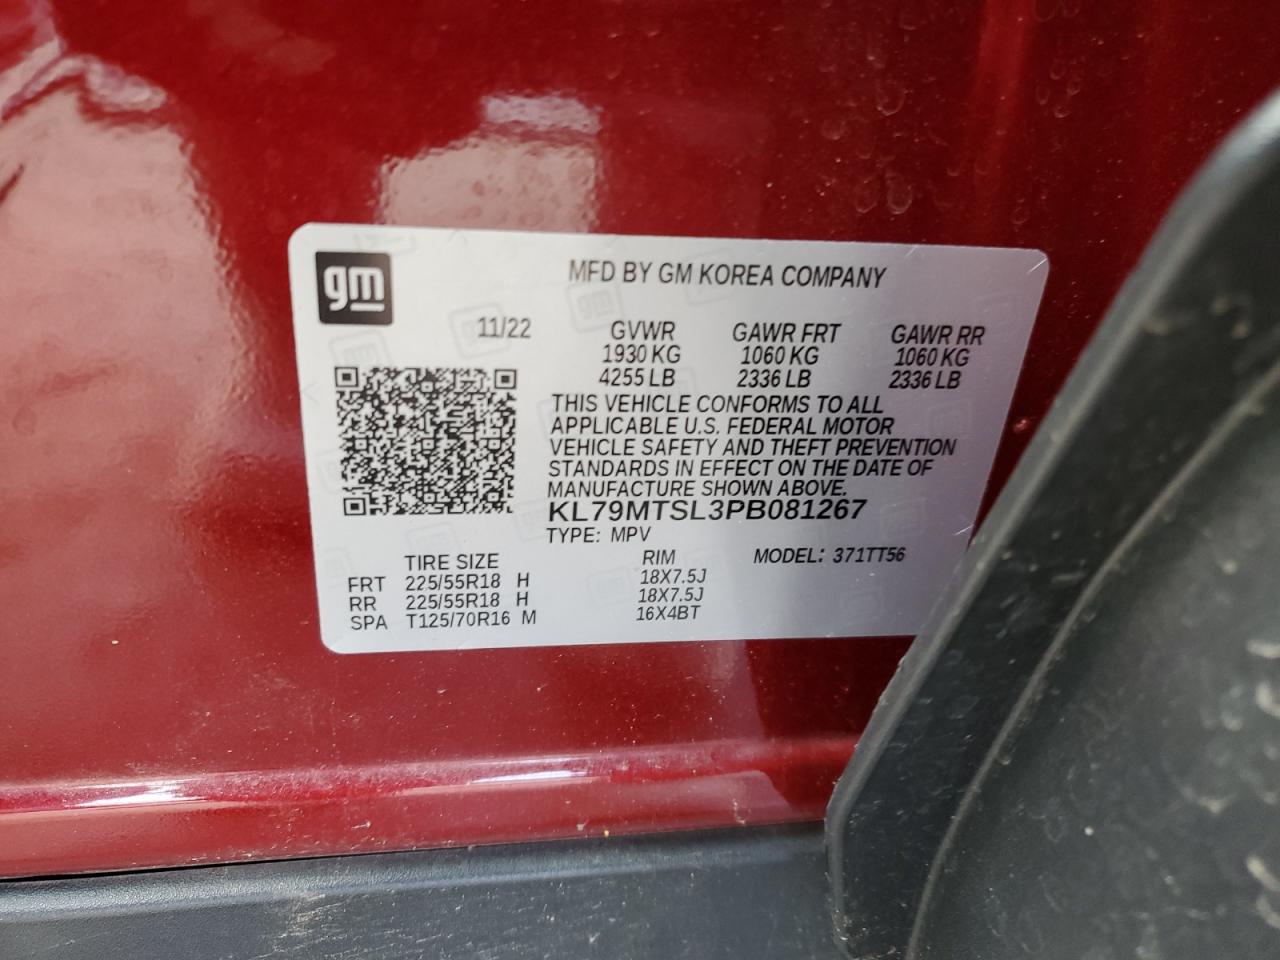 gm
MFD BY GM KOREA COMPANY
11/22 GVWR GAWR FRT GAWR RR
1930 KG 1060 KG 1060 KG
4255 LB 2336 LB 2336 LB
THIS VEHICLE CONFORMS TO ALL
APPLICABLE U.S. FEDERAL MOTOR
VEHICLE SAFETY AND THEFT PREVENTION
STANDARDS IN EFFECT ON THE DATE OF
MANUFACTURE SHOWN ABOVE.
KL79MTSL3PB081267
TYPE: MPV
TIRE SIZE RIM MODEL: 371TT56
FRT 225/55R18 H 18X7.5J
RR 225/55R18 H 18X7.5J
SPA T125/70R16 M 16X4BT